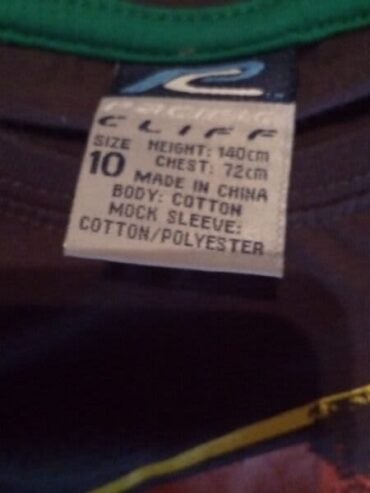 PACIFIC
CLIFF
SIZE 10
HEIGHT: 140cm
CHEST: 72cm
MADE IN CHINA
BODY: COTTON
MOCK SLEEVE:
COTTON/POLYESTER